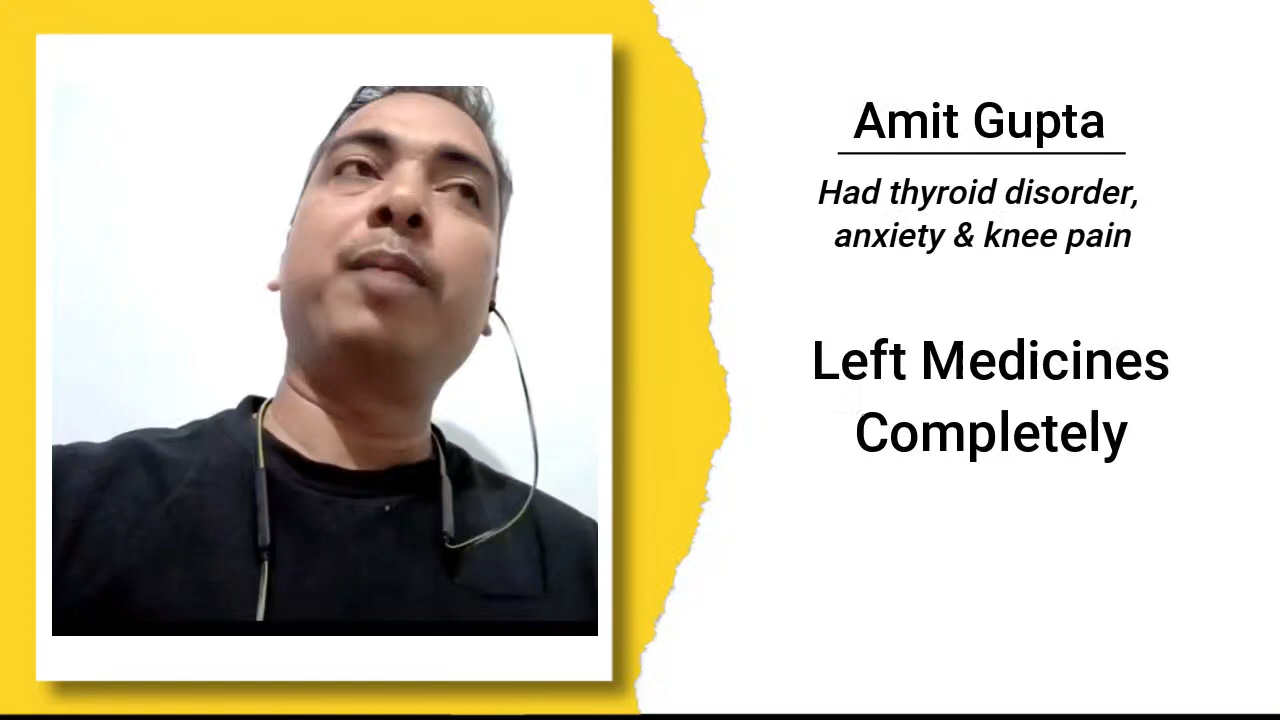 Amit Gupta
Had thyroid disorder,
anxiety & knee pain
Left Medicines
Completely